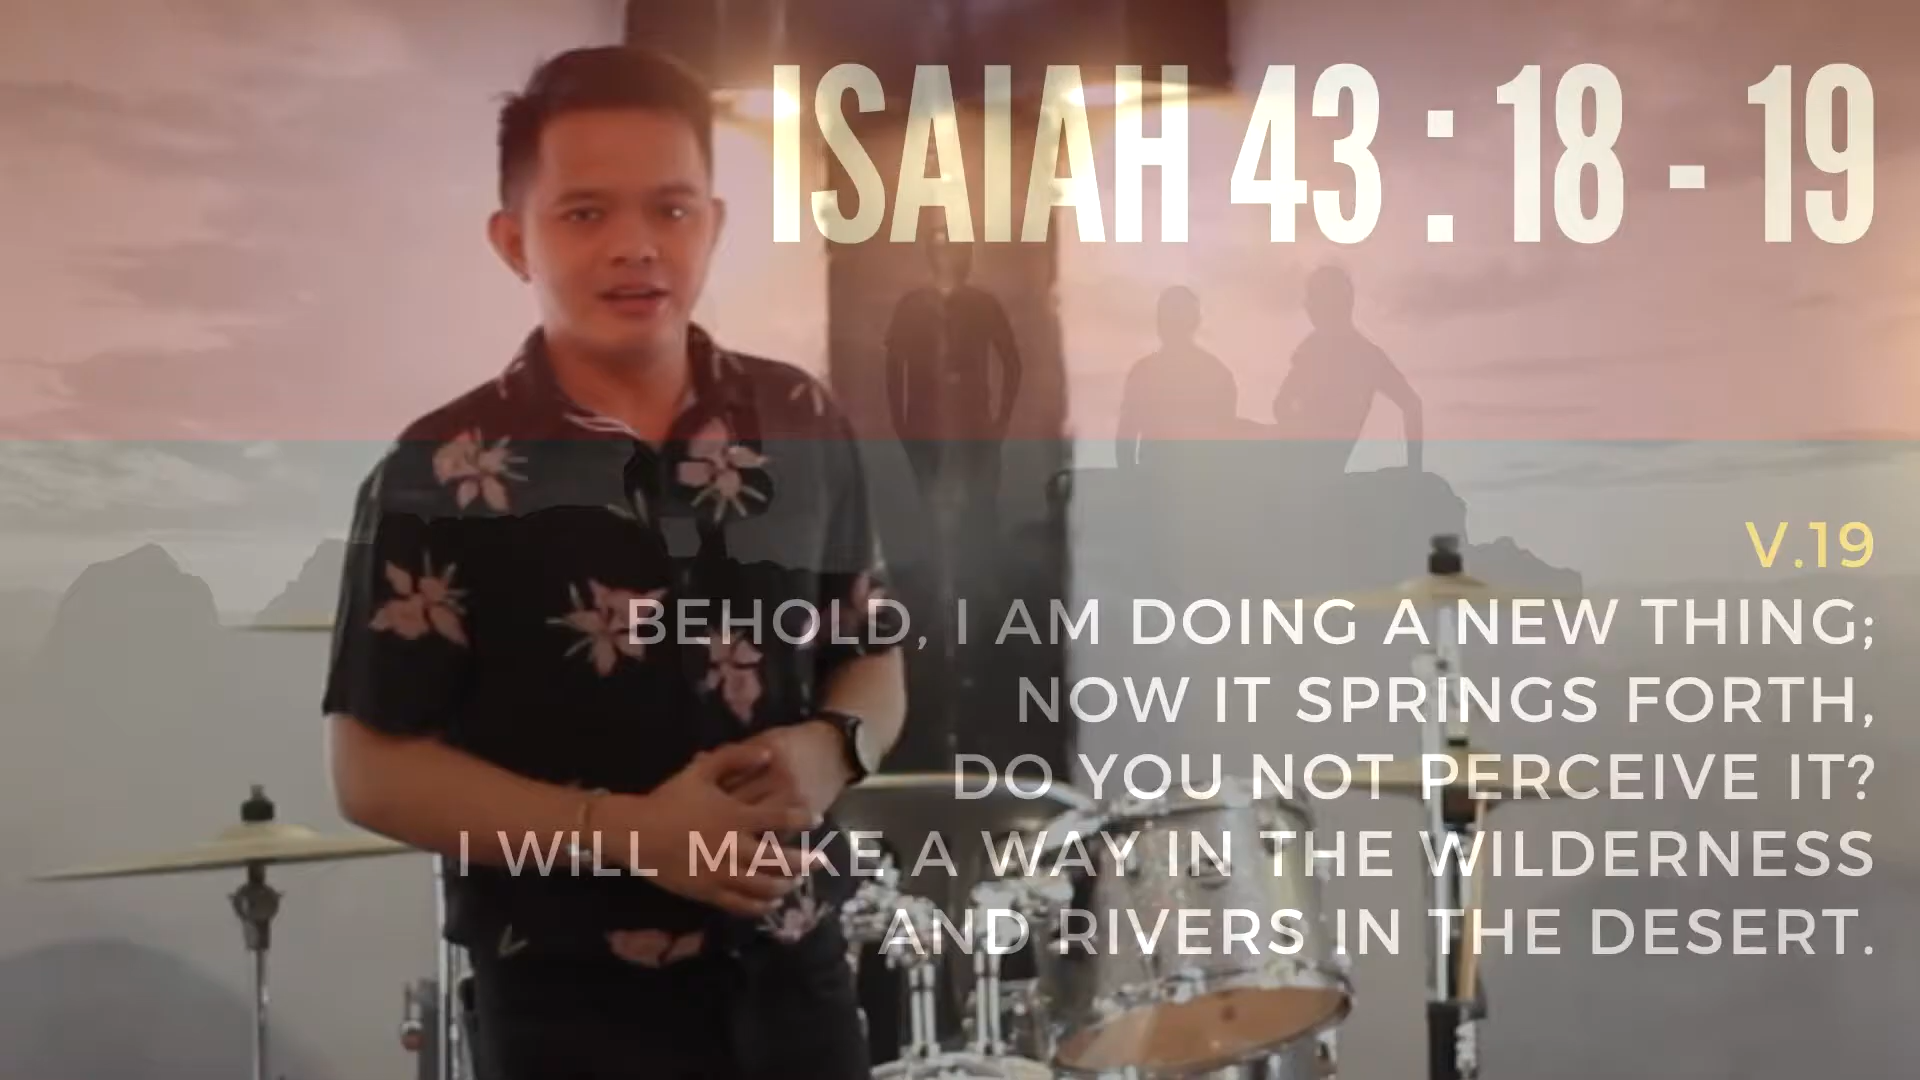 ISAIAH 43 : 18 - 19
V.19
BEHOLD, I AM DOING A NEW THING;
NOW IT SPRINGS FORTH,
DO YOU NOT PERCEIVE IT?
I WILL MAKE A WAY IN THE WILDERNESS
AND RIVERS IN THE DESERT.